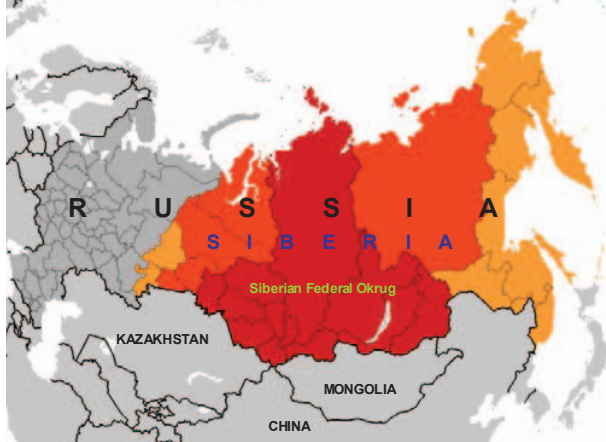 R U S S I A
S I B E R I A
Siberian Federal Okrug
KAZAKHSTAN
MONGOLIA
CHINA